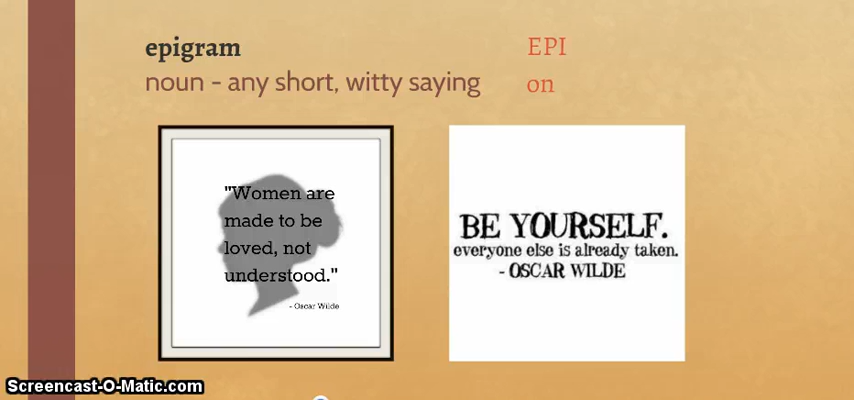 epigram
noun - any short, witty saying
EPI
on
"Women are
made to be
loved, not
understood."
- Oscar Wilde
BE YOURSELF.
everyone else is already taken.
- OSCAR WILDE
Screencast-O-Matic.com